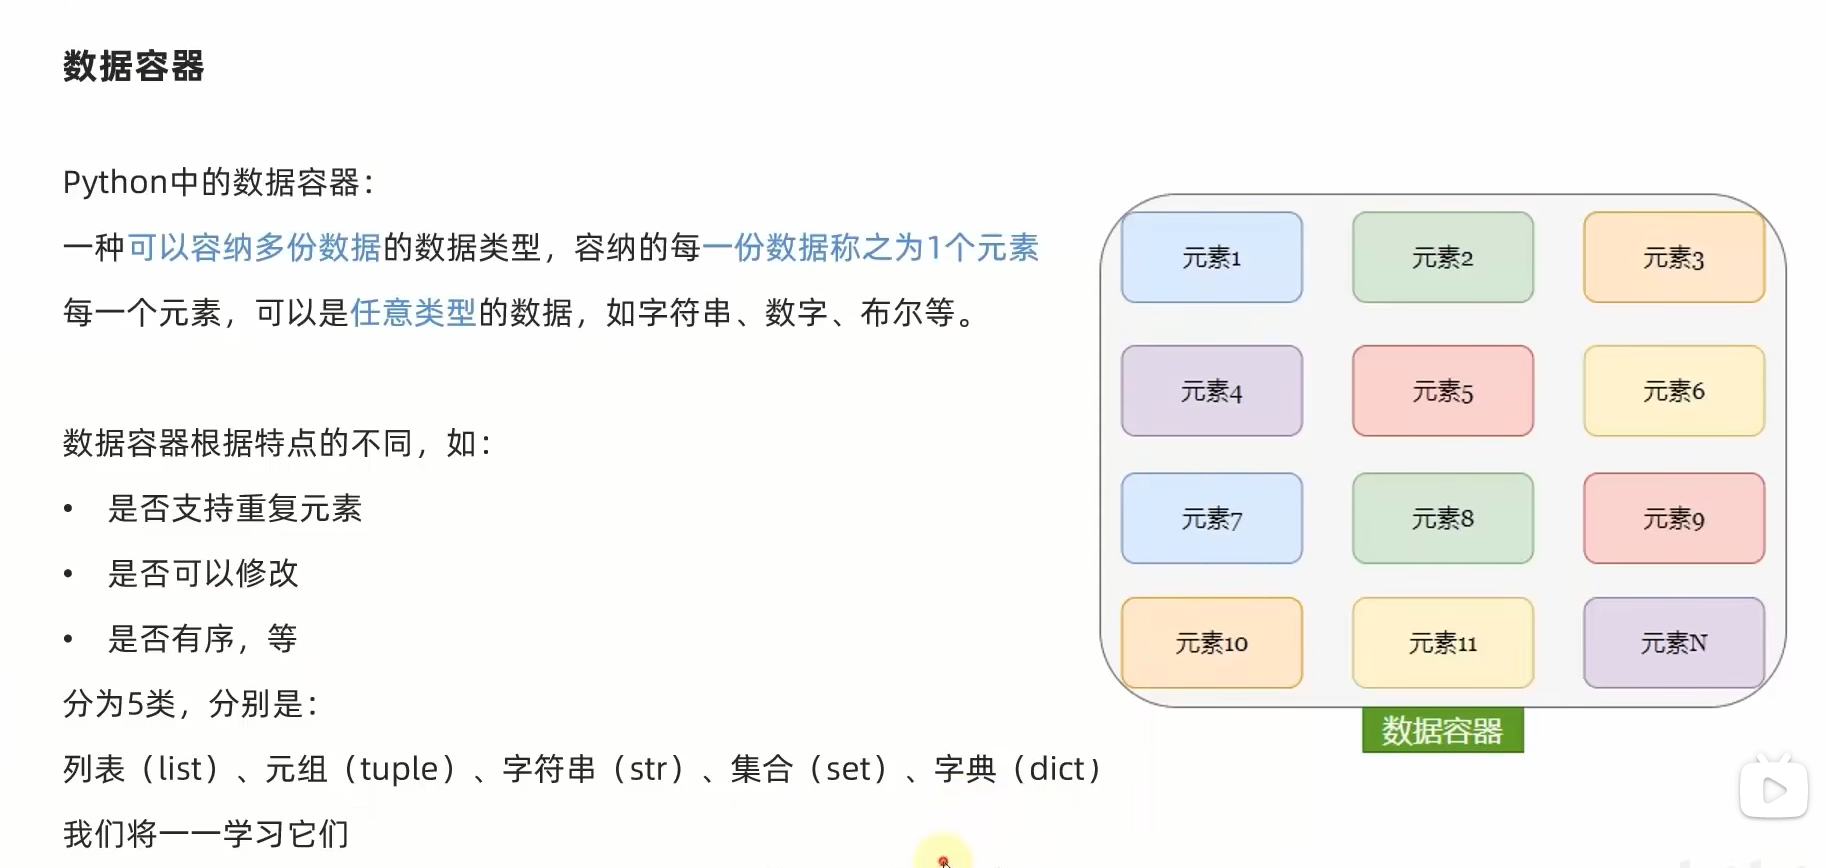 数据容器
Python中的数据容器：
一种可以容纳多份数据的数据类型，容纳的每一份数据称之为1个元素
每一个元素，可以是任意类型的数据，如字符串、数字、布尔等。
数据容器根据特点的不同，如：
• 是否支持重复元素
• 是否可以修改
• 是否有序，等
分为5类，分别是：
列表（list）、元组（tuple）、字符串（str）、集合（set）、字典（dict）
我们将一一学习它们
元素1
元素2
元素3
元素4
元素5
元素6
元素7
元素8
元素9
元素10
元素11
元素N
数据容器